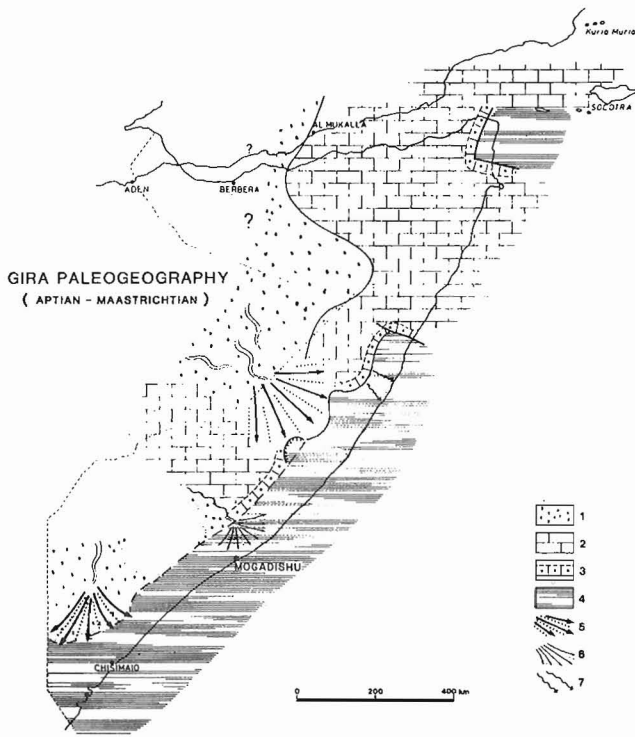 Kuria Muria
SOCOTRA
AL MUKALLA
?
ADEN
BERBERA
?
GIRA PALEOGEOGRAPHY
( APTIAN - MAASTRICHTIAN )
1
2
3
4
5
6
7
MOGADISHU
CHISIMAIO
0 200 400 km